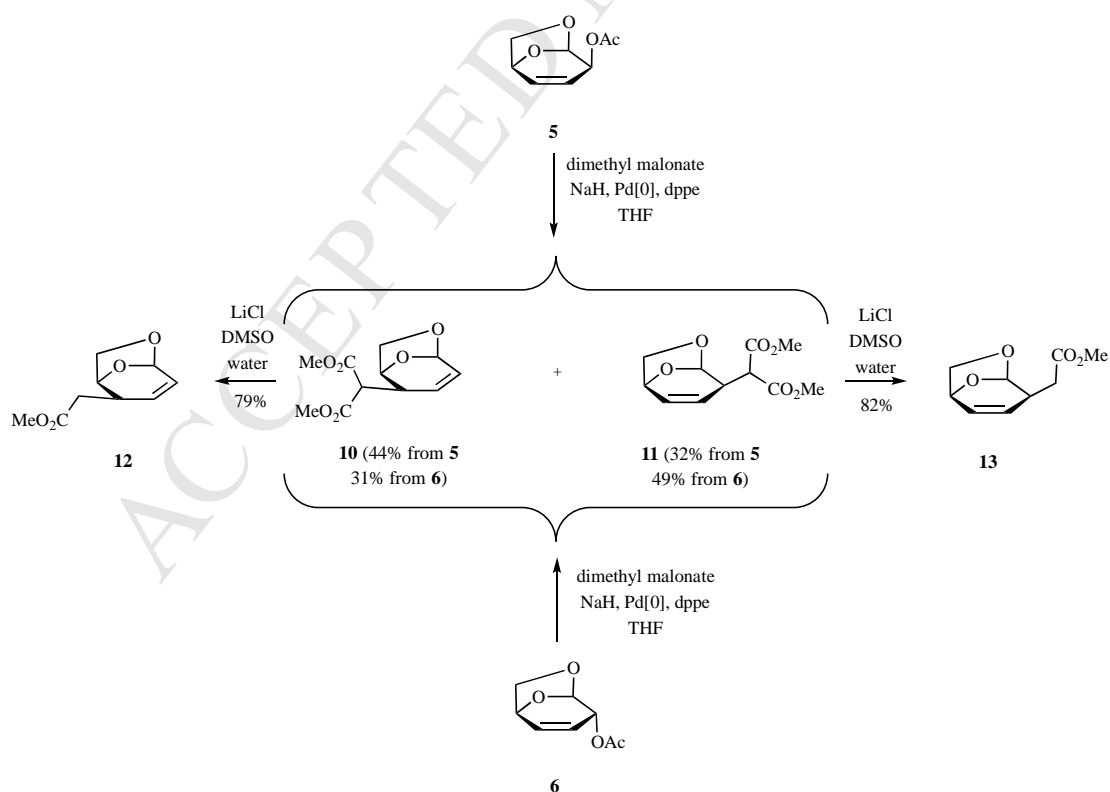 O
O
OAc
5
dimethyl malonate
NaH, Pd[0], dppe
THF
LiCl
DMSO
water
79%
O
O
MeO2C
12
O
O
MeO2C
MeO2C
10 (44% from 5
31% from 6)
+
O
O
CO2Me
CO2Me
11 (32% from 5
49% from 6)
LiCl
DMSO
water
82%
O
O
CO2Me
13
dimethyl malonate
NaH, Pd[0], dppe
THF
O
O
OAc
6
ACCEPTED